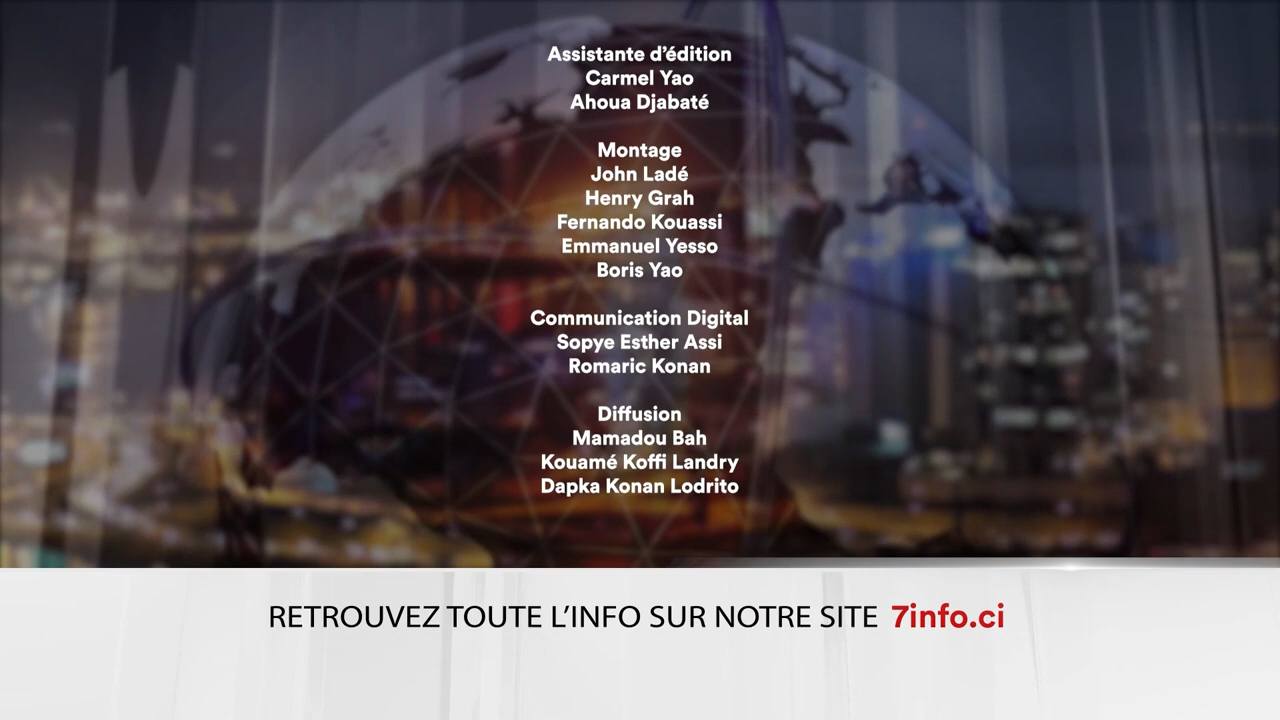 Assistante d’édition
Carmel Yao
Ahoua Djabaté
Montage
John Ladé
Henry Grah
Fernando Kouassi
Emmanuel Yesso
Boris Yao
Communication Digital
Sopye Esther Assi
Romaric Konan
Diffusion
Mamadou Bah
Kouamé Koffi Landry
Dapka Konan Lodrito
RETROUVEZ TOUTE L’INFO SUR NOTRE SITE 7info.ci